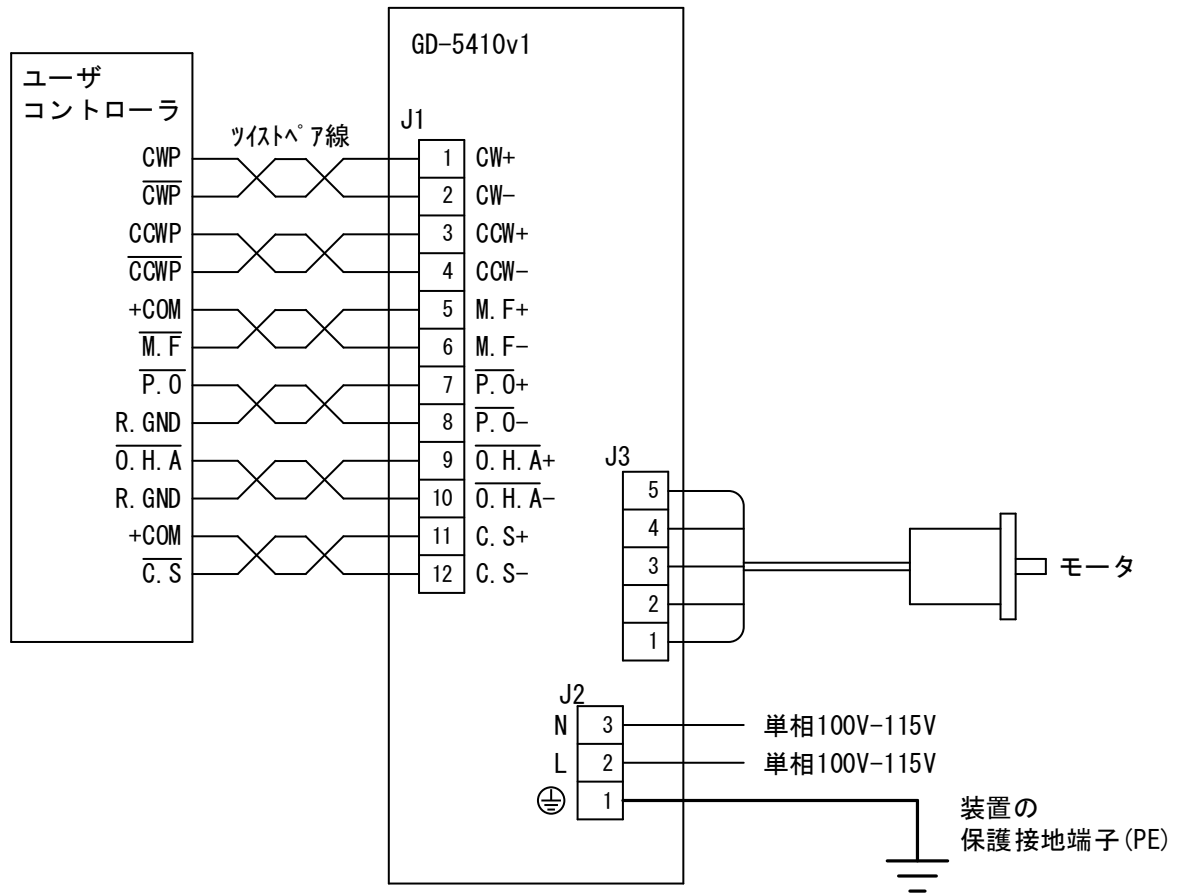 GD-5410v1
ユーザ
コントローラ
ツイストペア線
J1
CWP 1 CW+
CWP 2 CW-
CCWP 3 CCW+
CCWP 4 CCW-
+COM 5 M.F+
M.F 6 M.F-
P.O 7 P.O+
R.GND 8 P.O-
O.H.A 9 O.H.A+
R.GND 10 O.H.A-
+COM 11 C.S+
C.S 12 C.S-
J3
5
4
3
2
1
モータ
J2
N 3 単相100V-115V
L 2 単相100V-115V
1
装置の
保護接地端子(PE)